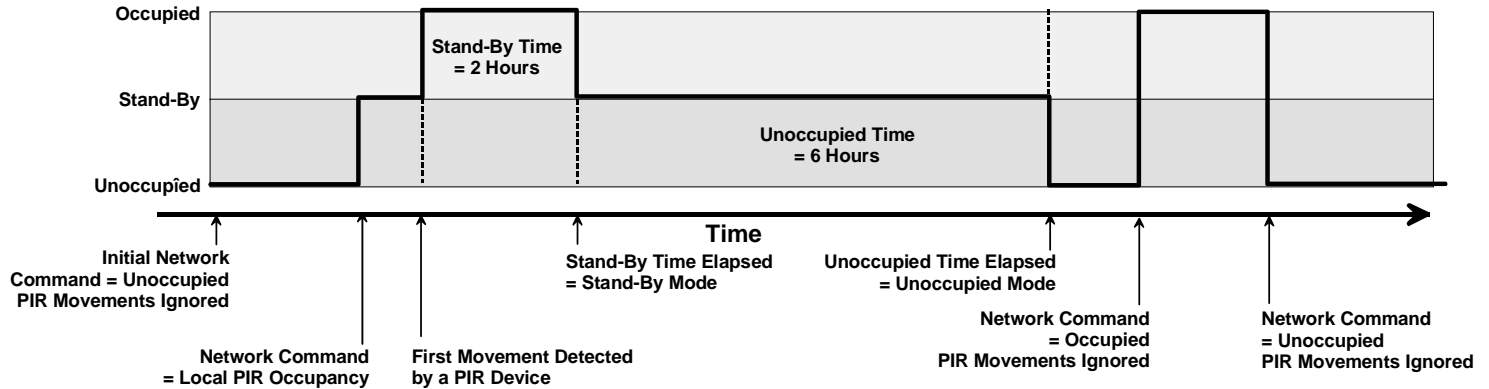 Occupied
Stand-By Time
= 2 Hours
Stand-By
Unoccupied Time
= 6 Hours
Unoccupîed
Time
Initial Network
Command = Unoccupied
PIR Movements Ignored
Stand-By Time Elapsed
= Stand-By Mode
Unoccupied Time Elapsed
= Unoccupied Mode
Network Command
= Local PIR Occupancy
First Movement Detected
by a PIR Device
Network Command
= Occupied
PIR Movements Ignored
Network Command
= Unoccupied
PIR Movements Ignored